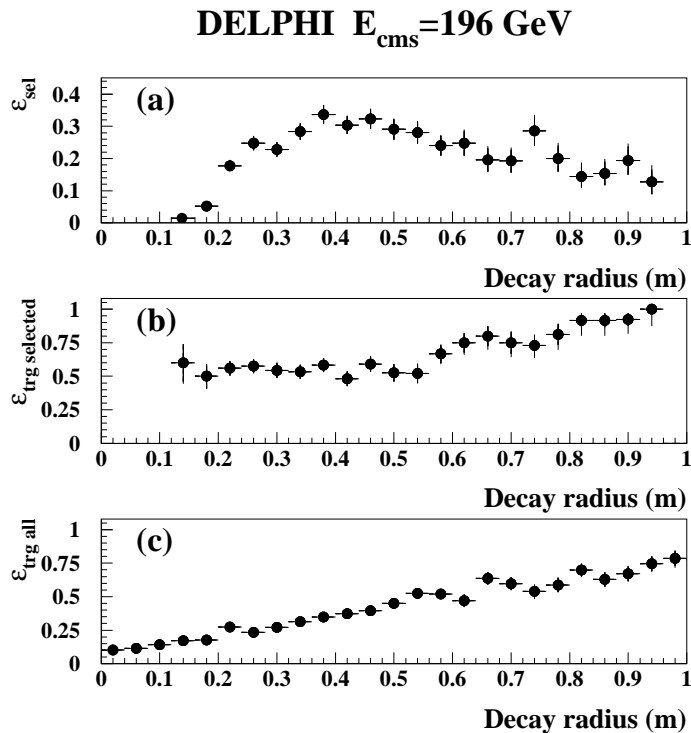 DELPHI E_cms=196 GeV
ε_sel
(a)
0.4
0.3
0.2
0.1
0
0 0.1 0.2 0.3 0.4 0.5 0.6 0.7 0.8 0.9 1
Decay radius (m)
ε_trg selected
(b)
1
0.75
0.5
0.25
0
0 0.1 0.2 0.3 0.4 0.5 0.6 0.7 0.8 0.9 1
Decay radius (m)
ε_trg all
(c)
1
0.75
0.5
0.25
0
0 0.1 0.2 0.3 0.4 0.5 0.6 0.7 0.8 0.9 1
Decay radius (m)